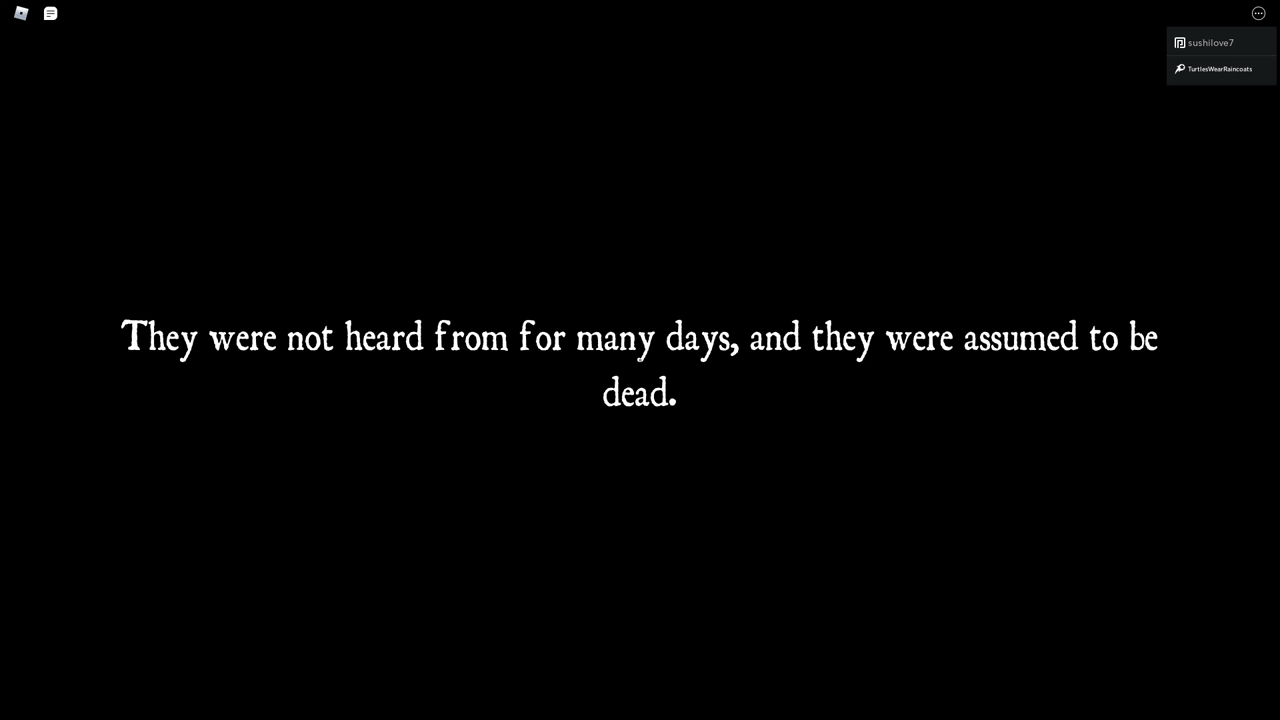 sushilove7
TurtlesWearRaincoats
They were not heard from for many days, and they were assumed to be
dead.